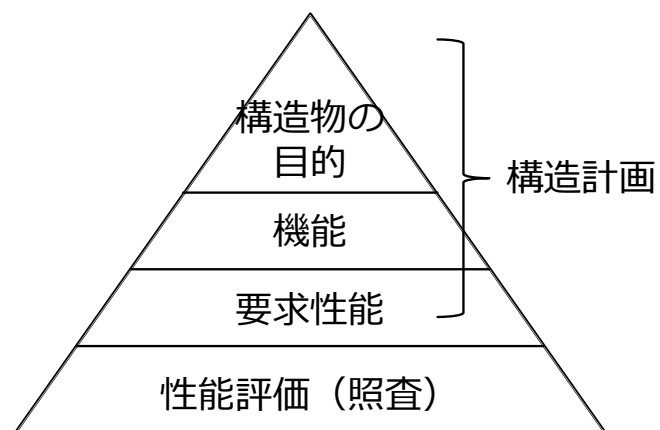 構造物の
目的
構造計画
機能
要求性能
性能評価（照査）